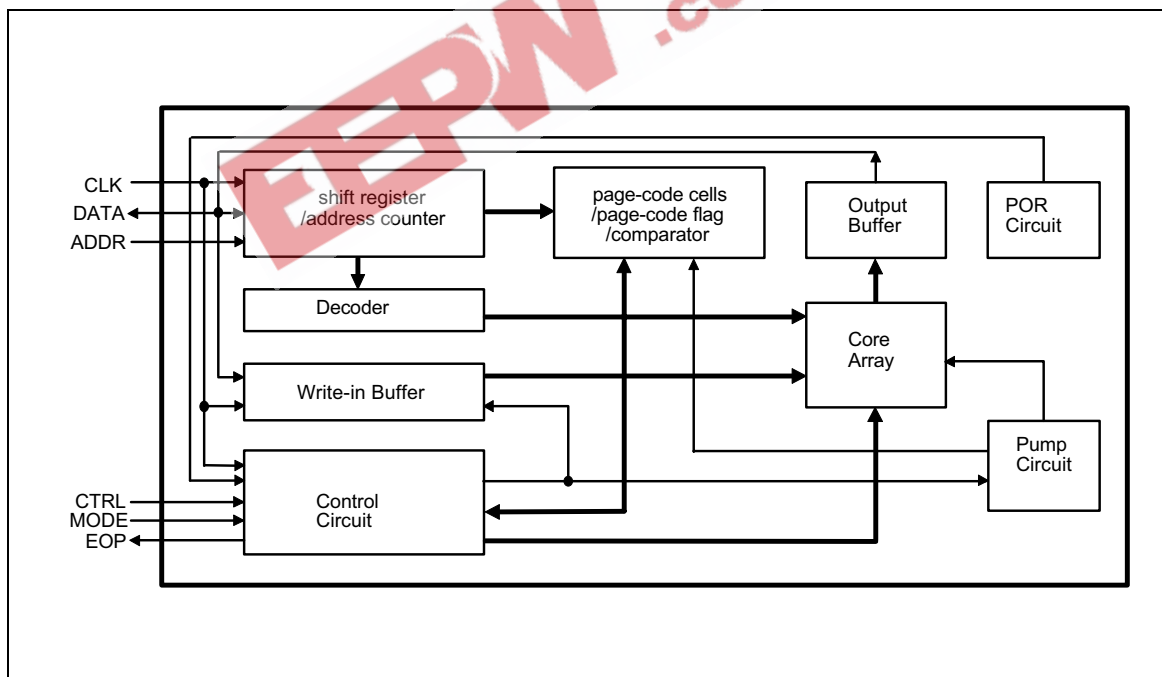 EEPW .co
CLK
DATA
ADDR
shift register
/address counter
page-code cells
/page-code flag
/comparator
Output
Buffer
POR
Circuit
Decoder
Core
Array
Write-in Buffer
Pump
Circuit
CTRL
MODE
EOP
Control
Circuit